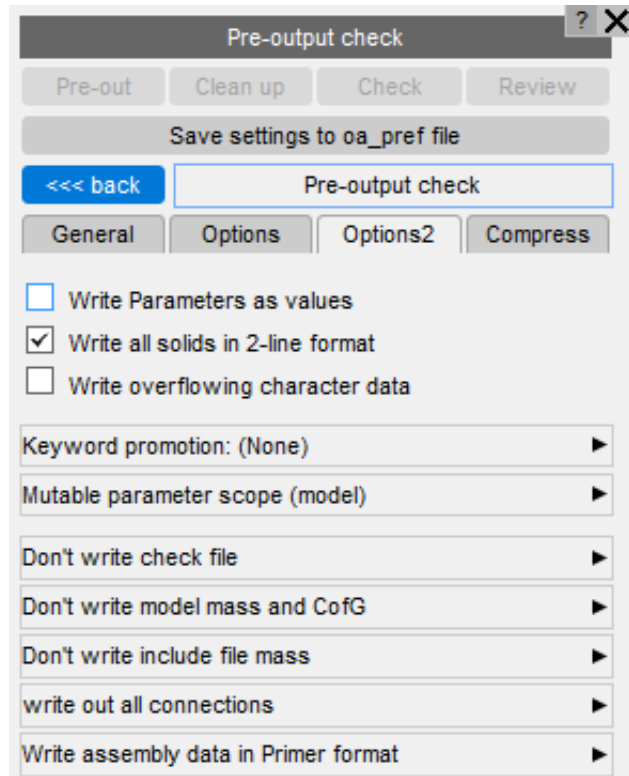 Pre-output check
? X
Pre-out Clean up Check Review
Save settings to oa_pref file
<<< back Pre-output check
General Options Options2 Compress
Write Parameters as values
Write all solids in 2-line format
Write overflowing character data
Keyword promotion: (None)
Mutable parameter scope (model)
Don't write check file
Don't write model mass and CofG
Don't write include file mass
write out all connections
Write assembly data in Primer format